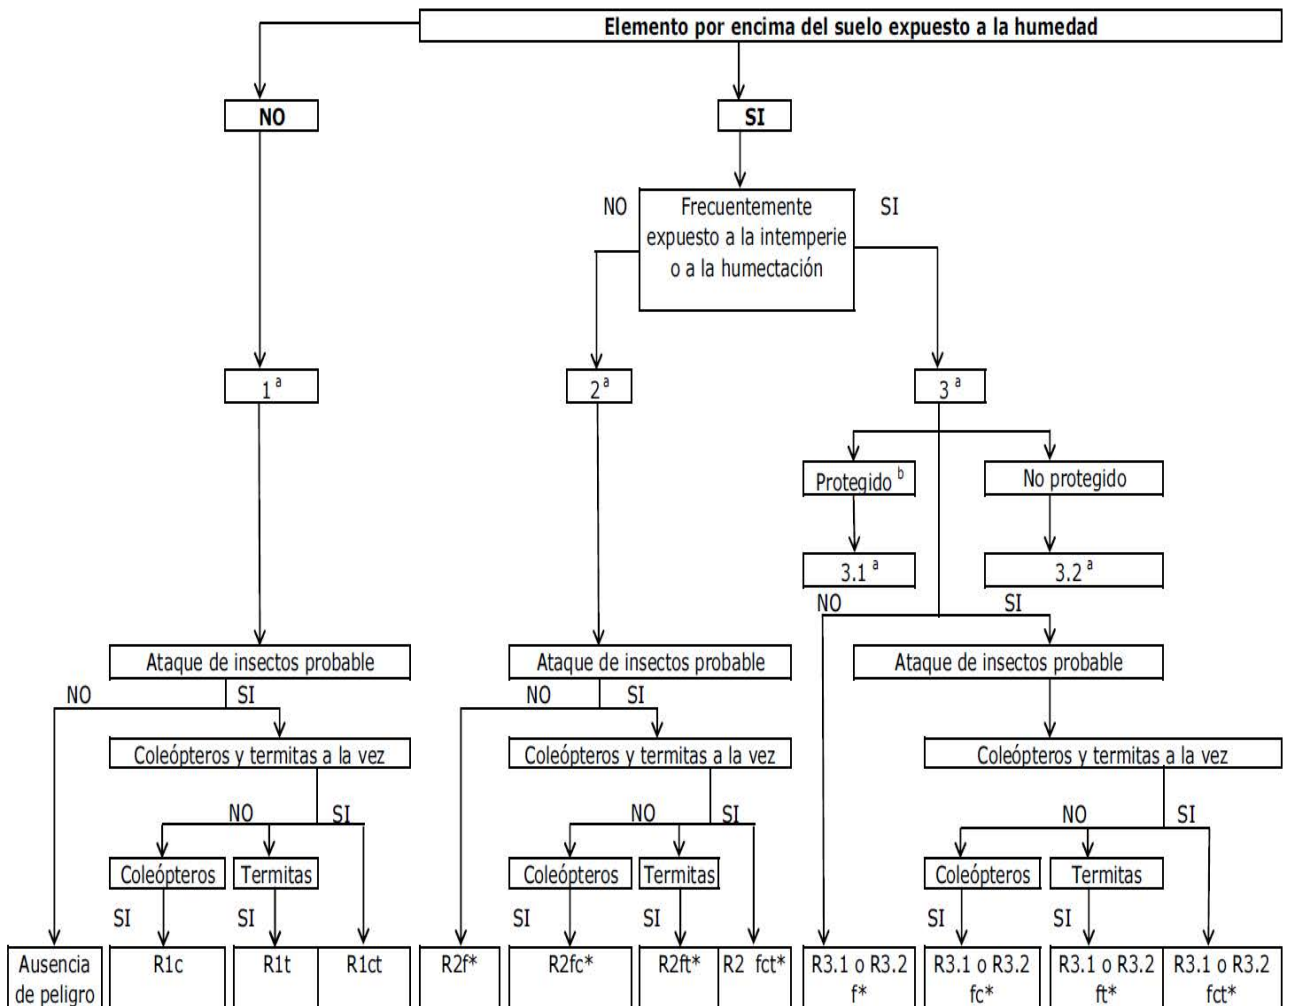 Elemento por encima del suelo expuesto a la humedad
NO
SI
NO
Frecuentemente
expuesto a la intemperie
o a la humectación
SI
1 a
2 a
3 a
Protegido b
No protegido
3.1 a
3.2 a
NO
SI
Ataque de insectos probable
Ataque de insectos probable
Ataque de insectos probable
NO
SI
NO
SI
Coleópteros y termitas a la vez
Coleópteros y termitas a la vez
Coleópteros y termitas a la vez
NO
SI
NO
SI
NO
SI
Coleópteros
Termitas
Coleópteros
Termitas
Coleópteros
Termitas
SI
SI
SI
SI
SI
SI
Ausencia
de peligro
R1c
R1t
R1ct
R2f*
R2fc*
R2ft*
R2 fct*
R3.1 o R3.2
f*
R3.1 o R3.2
fc*
R3.1 o R3.2
ft*
R3.1 o R3.2
fct*